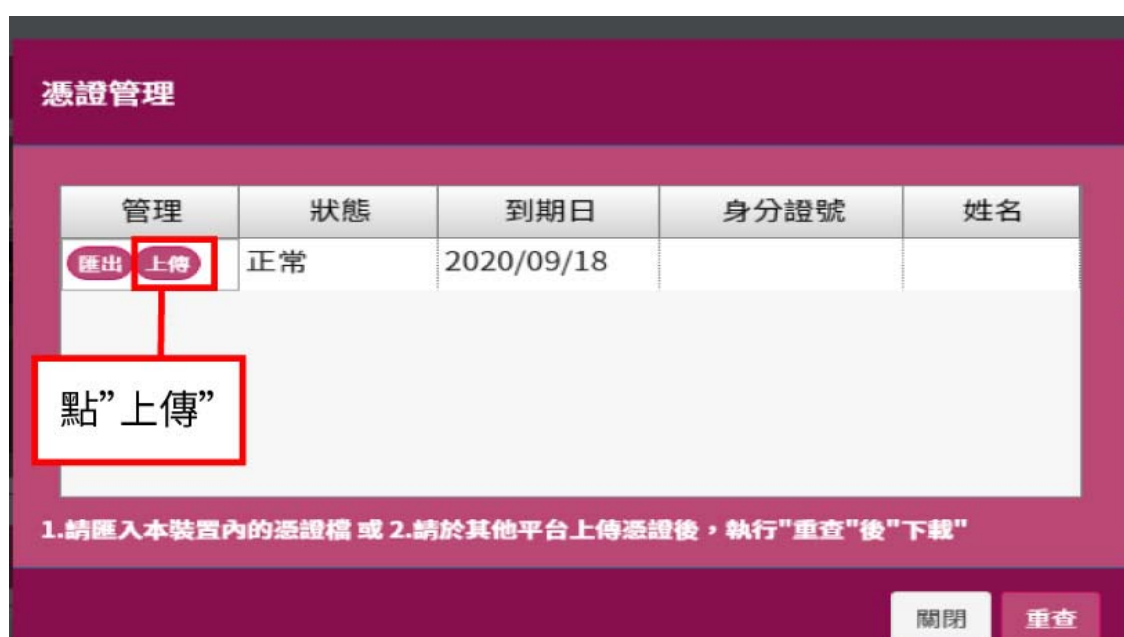 憑證管理
管理 狀態 到期日 身分證號 姓名
匯出 上傳 正常 2020/09/18
點”上傳”
1.請匯入本裝置內的憑證檔 或 2.請於其他平台上傳憑證後，執行"重查"後"下載"
關閉 重查